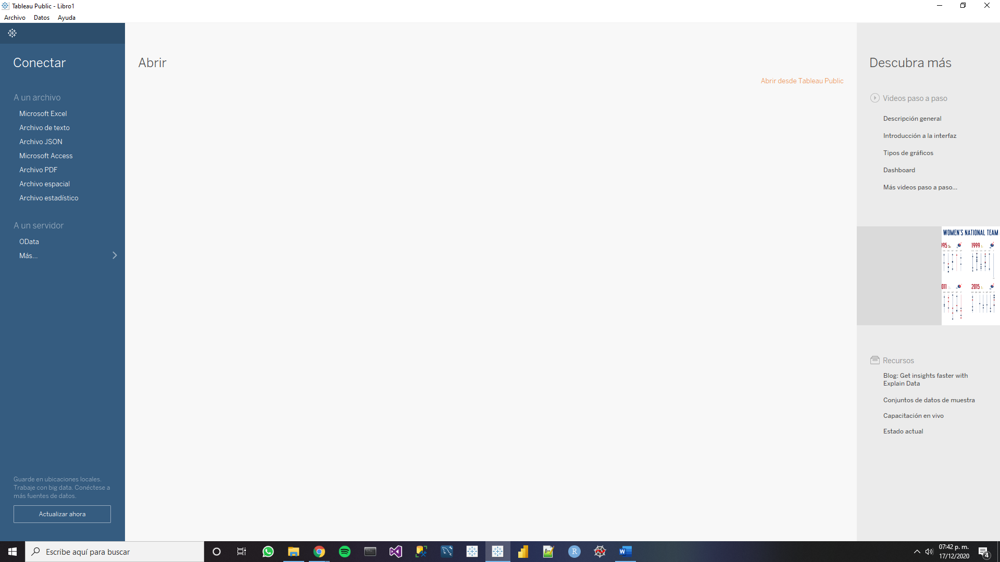 Tableau Public - Libro1
Archivo Datos Ayuda
Conectar
A un archivo
Microsoft Excel
Archivo de texto
Archivo JSON
Microsoft Access
Archivo PDF
Archivo espacial
Archivo estadístico
A un servidor
OData
Más...
Guarde en ubicaciones locales.
Trabaje con big data. Conéctese a
más fuentes de datos.
Actualizar ahora
Abrir
Abrir desde Tableau Public
Descubra más
Videos paso a paso
Descripción general
Introducción a la interfaz
Tipos de gráficos
Dashboard
Más videos paso a paso...
WOMEN'S NATIONAL TEAM
1999
2015
Recursos
Blog: Get insights faster with
Explain Data
Conjuntos de datos de muestra
Capacitación en vivo
Estado actual
Escribe aquí para buscar
07:42 p. m.
17/12/2020
4